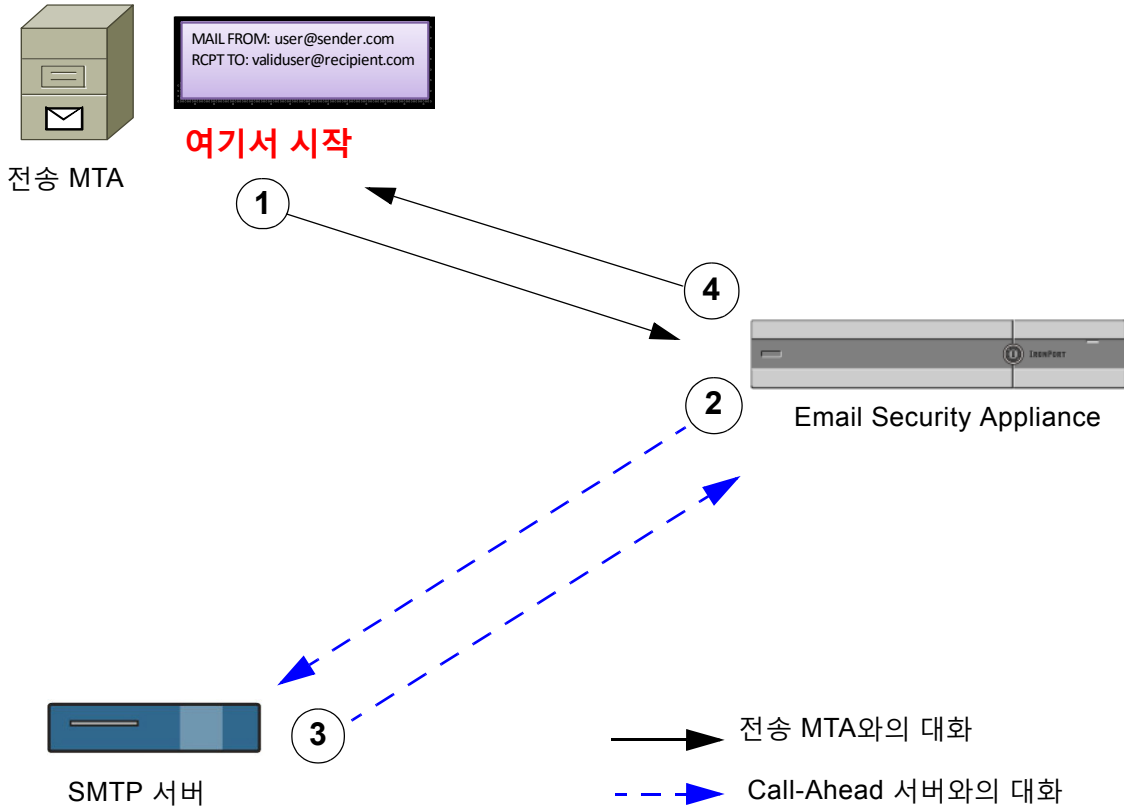 MAIL FROM: user@sender.com
RCPT TO: validuser@recipient.com
여기서 시작
전송 MTA
1
4
IRONPORT
2
Email Security Appliance
3
SMTP 서버
전송 MTA와의 대화
Call-Ahead 서버와의 대화